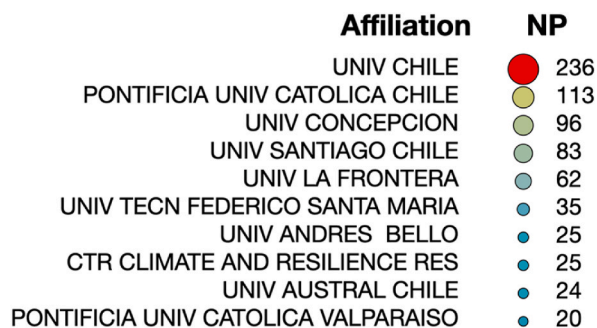 Affiliation NP
UNIV CHILE 236
PONTIFICIA UNIV CATOLICA CHILE 113
UNIV CONCEPCION 96
UNIV SANTIAGO CHILE 83
UNIV LA FRONTERA 62
UNIV TECN FEDERICO SANTA MARIA 35
UNIV ANDRES BELLO 25
CTR CLIMATE AND RESILIENCE RES 25
UNIV AUSTRAL CHILE 24
PONTIFICIA UNIV CATOLICA VALPARAISO 20